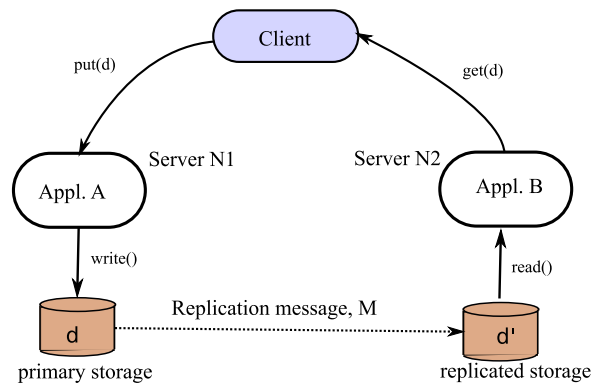 Client
put(d)
get(d)
Server N1
Server N2
Appl. A
Appl. B
write()
read()
Replication message, M
d
d'
primary storage
replicated storage